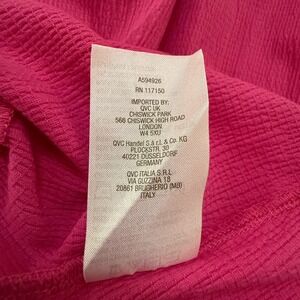 A594926
RN 117150
IMPORTED BY:
QVC UK
CHISWICK PARK
566 CHISWICK HIGH ROAD
LONDON
W4 5XU
QVC Handel S.á r.l. & Co. KG
PLOCKSTR. 30
40221 DUSSELDORF
GERMANY
QVC ITALIA S.R.L
VIA GUZZINA 18
20861 BRUGHERIO (MB)
ITALY